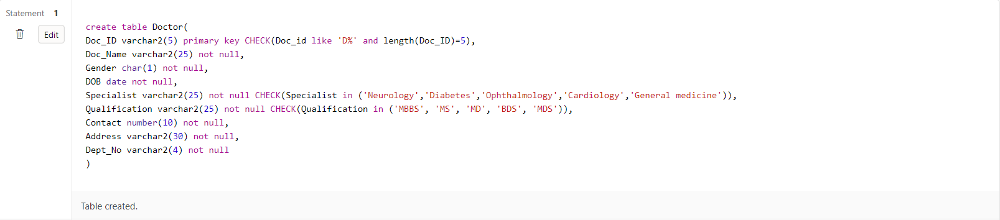 Statement 1
Edit
create table Doctor(
Doc_ID varchar2(5) primary key CHECK(Doc_id like 'D%' and length(Doc_ID)=5),
Doc_Name varchar2(25) not null,
Gender char(1) not null,
DOB date not null,
Specialist varchar2(25) not null CHECK(Specialist in ('Neurology','Diabetes','Ophthalmology','Cardiology','General medicine')),
Qualification varchar2(25) not null CHECK(Qualification in ('MBBS', 'MS', 'MD', 'BDS', 'MDS')),
Contact number(10) not null,
Address varchar2(30) not null,
Dept_No varchar2(4) not null
)
Table created.